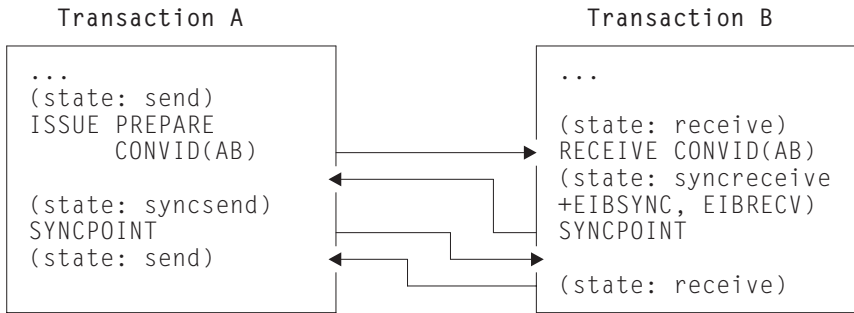 Transaction A
Transaction B
...
(state: send)
ISSUE PREPARE
CONVID(AB)
(state: syncsend)
SYNCPOINT
(state: send)
...
(state: receive)
RECEIVE CONVID(AB)
(state: syncreceive
+EIBSYNC, EIBRECV)
SYNCPOINT
(state: receive)